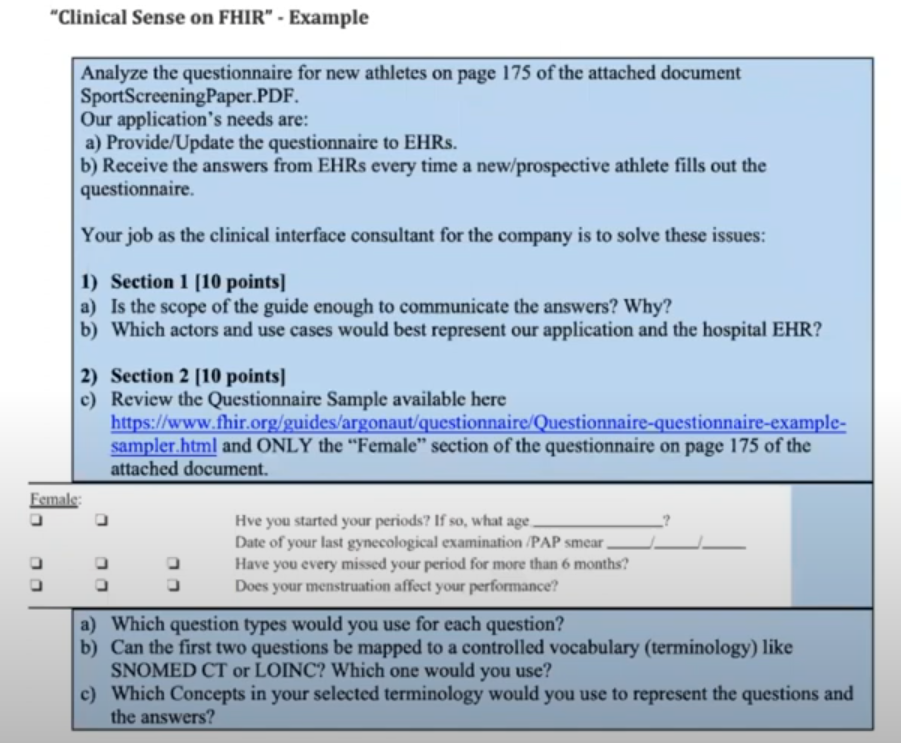 "Clinical Sense on FHIR" - Example
Analyze the questionnaire for new athletes on page 175 of the attached document
SportScreeningPaper.PDF.
Our application's needs are:
a) Provide/Update the questionnaire to EHRs.
b) Receive the answers from EHRs every time a new/prospective athlete fills out the
questionnaire.
Your job as the clinical interface consultant for the company is to solve these issues:
1) Section 1 [10 points]
a) Is the scope of the guide enough to communicate the answers? Why?
b) Which actors and use cases would best represent our application and the hospital EHR?
2) Section 2 [10 points]
c) Review the Questionnaire Sample available here
https://www.fhir.org/guides/argonaut/questionnaire/Questionnaire-questionnaire-example-
sampler.html and ONLY the "Female" section of the questionnaire on page 175 of the
attached document.
Female:
Hve you started your periods? If so, what age ____________?
Date of your last gynecological examination /PAP smear ____/____/____
Have you every missed your period for more than 6 months?
Does your menstruation affect your performance?
a) Which question types would you use for each question?
b) Can the first two questions be mapped to a controlled vocabulary (terminology) like
SNOMED CT or LOINC? Which one would you use?
c) Which Concepts in your selected terminology would you use to represent the questions and
the answers?